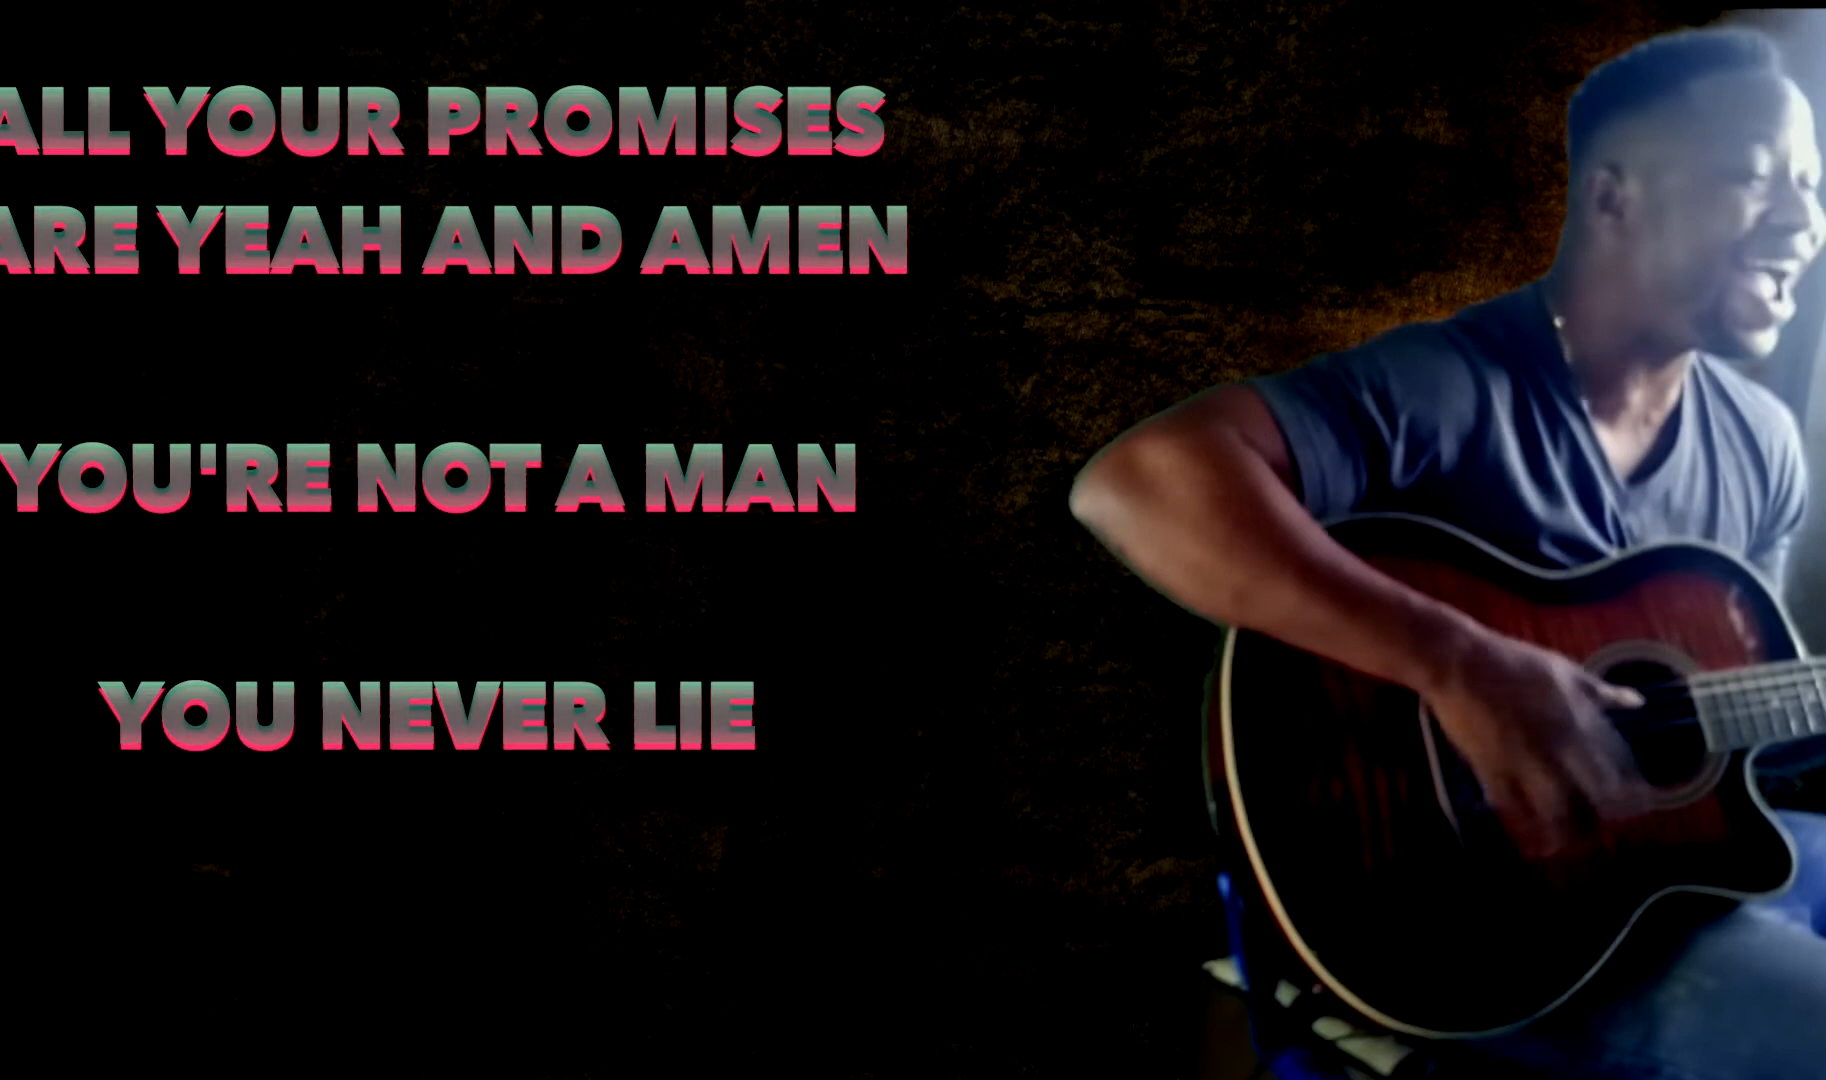 ALL YOUR PROMISES
ARE YEAH AND AMEN
YOU'RE NOT A MAN
YOU NEVER LIE